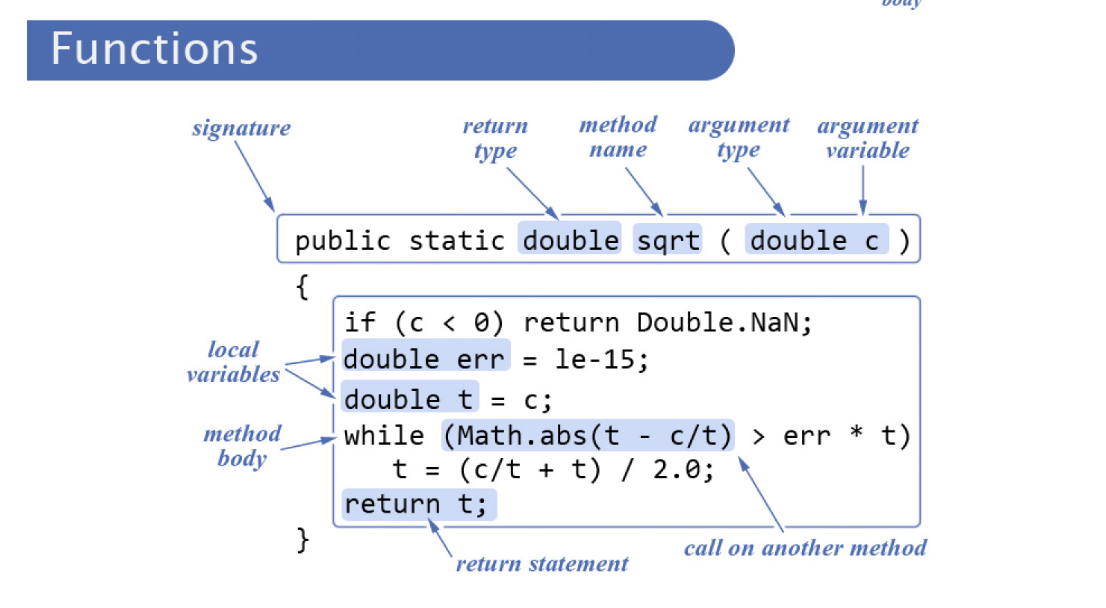 body
Functions
signature
return
type
method
name
argument
type
argument
variable
public static double sqrt ( double c )
{
if (c < 0) return Double.NaN;
double err = le-15;
double t = c;
while (Math.abs(t - c/t) > err * t)
t = (c/t + t) / 2.0;
return t;
}
local
variables
method
body
call on another method
return statement